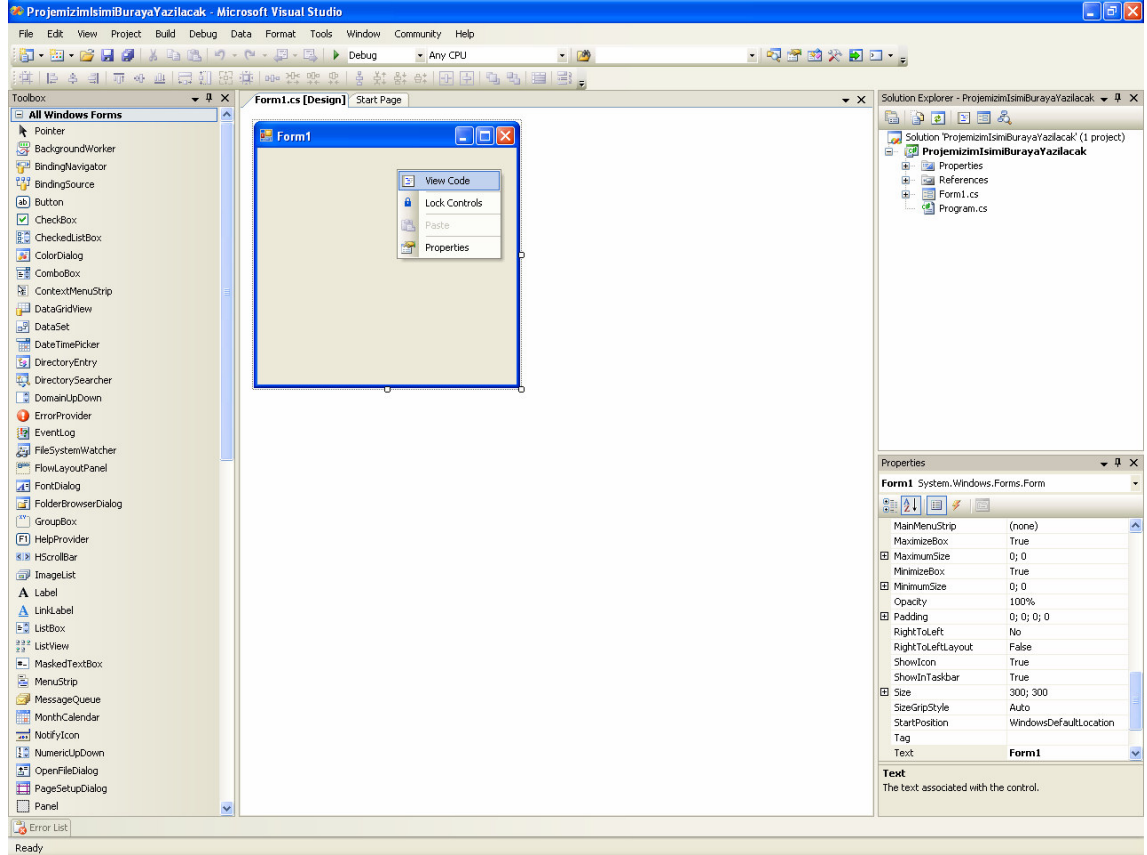 ProjemizimIsimiBurayaYazilacak - Microsoft Visual Studio
File Edit View Project Build Debug Data Format Tools Window Community Help
Debug Any CPU
Toolbox
All Windows Forms
Pointer
BackgroundWorker
BindingNavigator
BindingSource
Button
CheckBox
CheckedListBox
ColorDialog
ComboBox
ContextMenuStrip
DataGridView
DataSet
DateTimePicker
DirectoryEntry
DirectorySearcher
DomainUpDown
ErrorProvider
EventLog
FileSystemWatcher
FlowLayoutPanel
FontDialog
FolderBrowserDialog
GroupBox
HelpProvider
HScrollBar
ImageList
Label
LinkLabel
ListBox
ListView
MaskedTextBox
MenuStrip
MessageQueue
MonthCalendar
NotifyIcon
NumericUpDown
OpenFileDialog
PageSetupDialog
Panel
Form1.cs [Design] Start Page
Form1
View Code
Lock Controls
Paste
Properties
Solution Explorer - ProjemizimIsimiBurayaYazilacak
Solution 'ProjemizimIsimiBurayaYazilacak' (1 project)
ProjemizimIsimiBurayaYazilacak
Properties
References
Form1.cs
Program.cs
Properties
Form1 System.Windows.Forms.Form
MainMenuStrip (none)
MaximizeBox True
MaximumSize 0; 0
MinimizeBox True
MinimumSize 0; 0
Opacity 100%
Padding 0; 0; 0; 0
RightToLeft No
RightToLeftLayout False
ShowIcon True
ShowInTaskbar True
Size 300; 300
SizeGripStyle Auto
StartPosition WindowsDefaultLocation
Tag
Text Form1
Text
The text associated with the control.
Error List
Ready